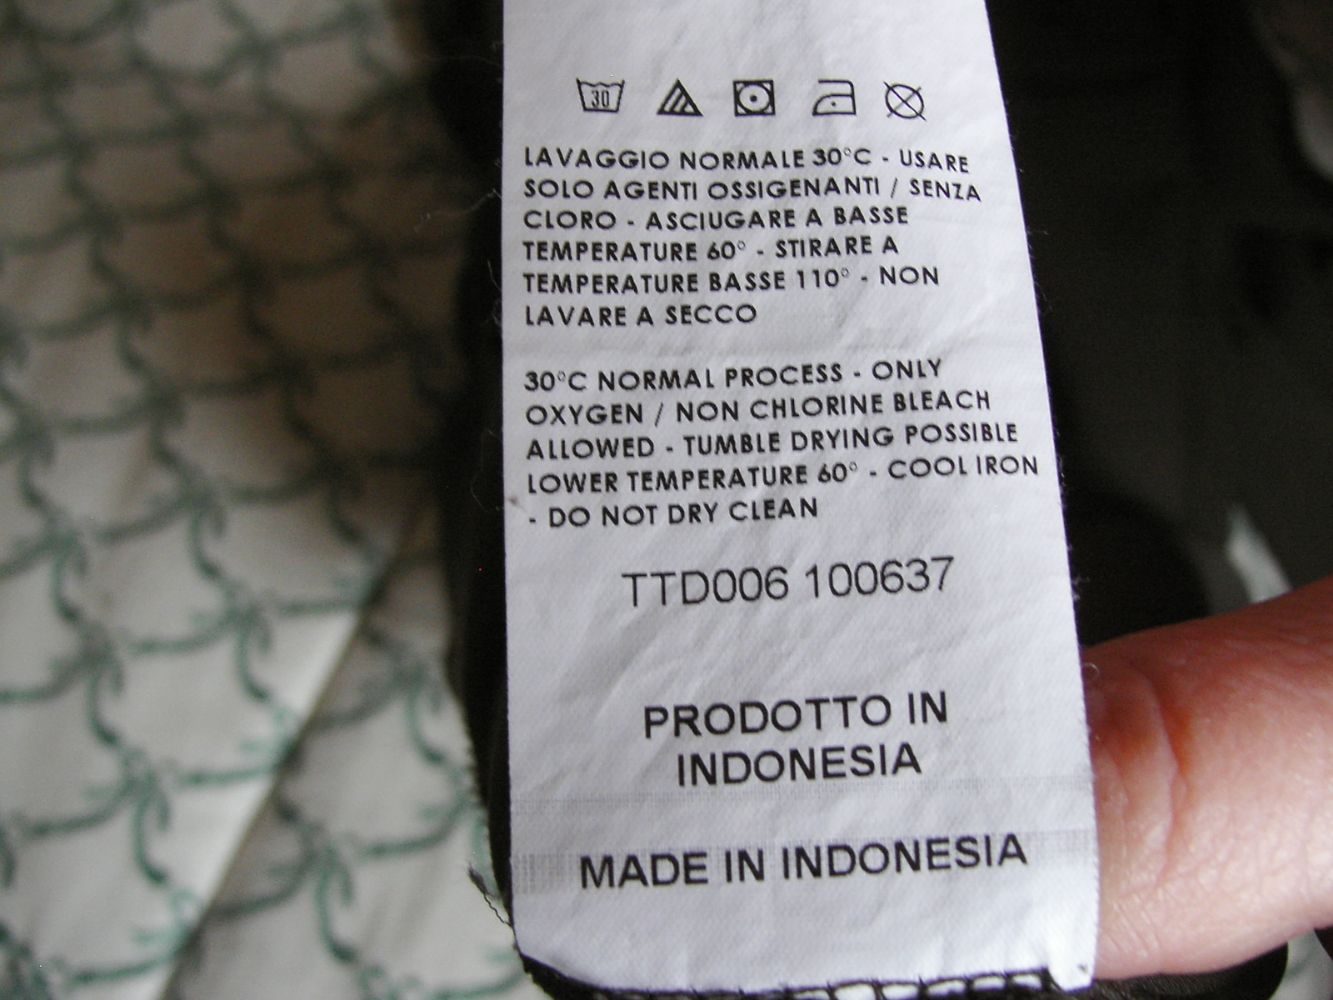 30
LAVAGGIO NORMALE 30°C - USARE
SOLO AGENTI OSSIGENANTI / SENZA
CLORO - ASCIUGARE A BASSE
TEMPERATURE 60° - STIRARE A
TEMPERATURE BASSE 110° - NON
LAVARE A SECCO
30°C NORMAL PROCESS - ONLY
OXYGEN / NON CHLORINE BLEACH
ALLOWED - TUMBLE DRYING POSSIBLE
LOWER TEMPERATURE 60° - COOL IRON
- DO NOT DRY CLEAN
TTD006 100637
PRODOTTO IN
INDONESIA
MADE IN INDONESIA